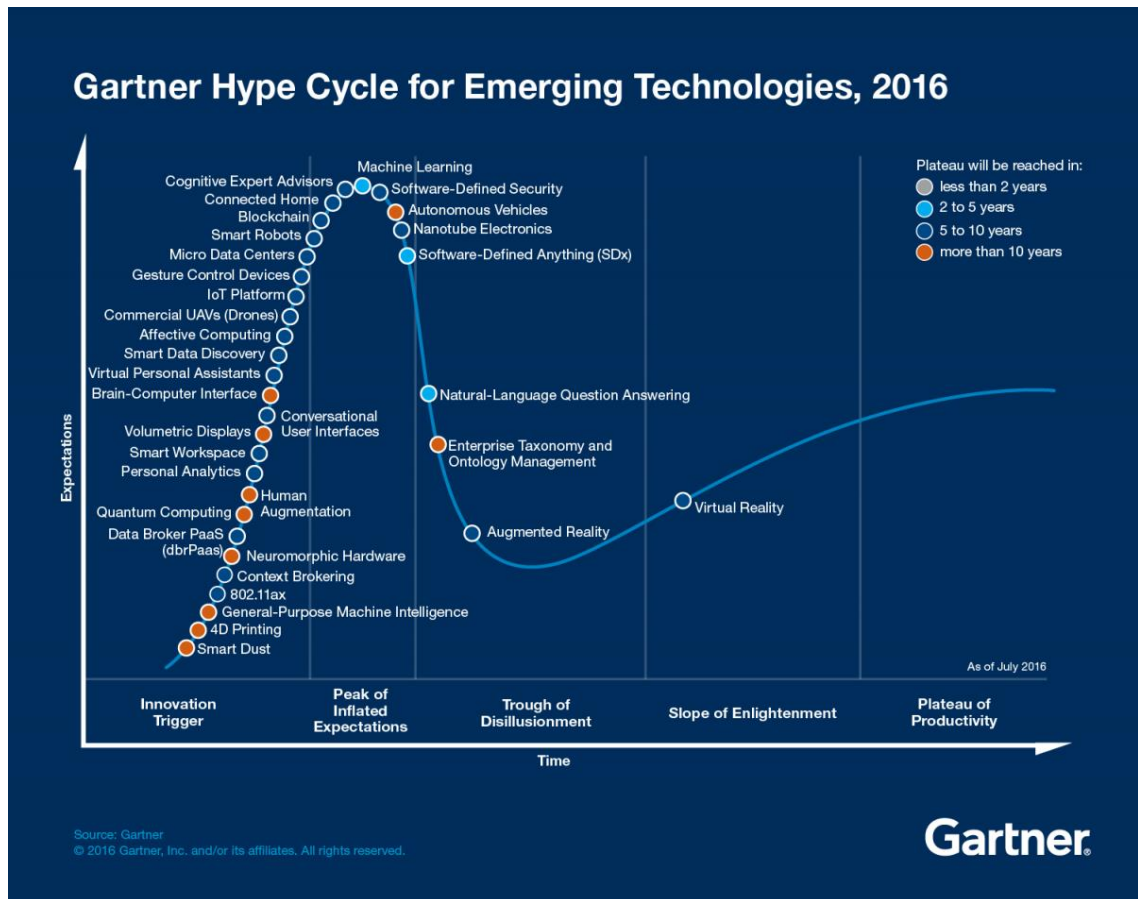 Gartner Hype Cycle for Emerging Technologies, 2016
Plateau will be reached in:
less than 2 years
2 to 5 years
5 to 10 years
more than 10 years
Expectations
Machine Learning
Cognitive Expert Advisors
Software-Defined Security
Connected Home
Autonomous Vehicles
Blockchain
Nanotube Electronics
Smart Robots
Micro Data Centers
Software-Defined Anything (SDx)
Gesture Control Devices
IoT Platform
Commercial UAVs (Drones)
Affective Computing
Smart Data Discovery
Virtual Personal Assistants
Brain-Computer Interface
Natural-Language Question Answering
Conversational
User Interfaces
Volumetric Displays
Smart Workspace
Enterprise Taxonomy and
Ontology Management
Personal Analytics
Human
Augmentation
Quantum Computing
Virtual Reality
Data Broker PaaS
(dbrPaas)
Augmented Reality
Neuromorphic Hardware
Context Brokering
802.11ax
General-Purpose Machine Intelligence
4D Printing
Smart Dust
As of July 2016
Innovation
Trigger
Peak of
Inflated
Expectations
Trough of
Disillusionment
Slope of Enlightenment
Plateau of
Productivity
Time
Source: Gartner
© 2016 Gartner, Inc. and/or its affiliates. All rights reserved.
Gartner®